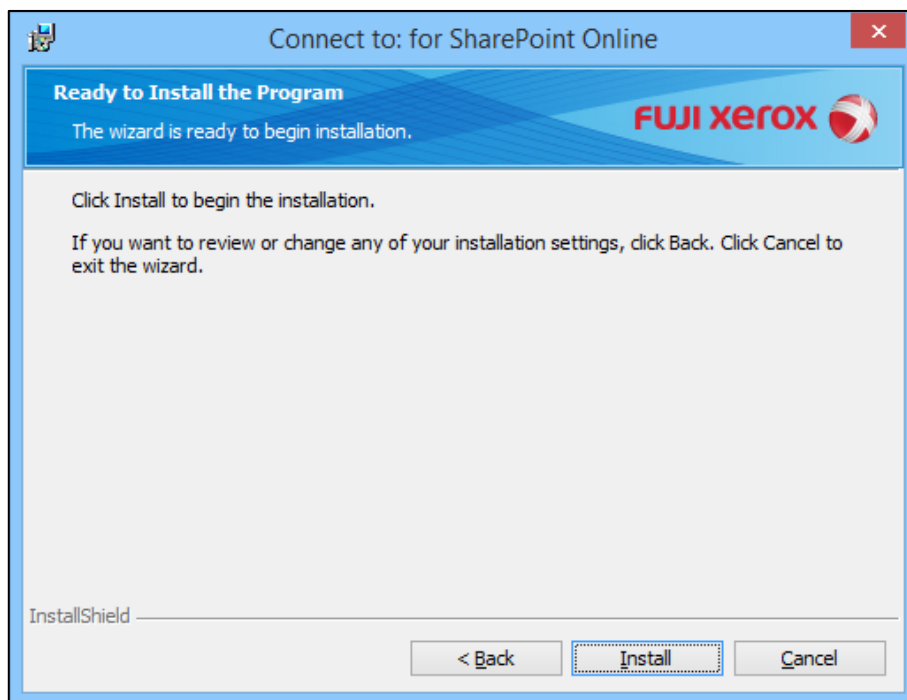 Connect to: for SharePoint Online
Ready to Install the Program
The wizard is ready to begin installation.
FUJI xerox
Click Install to begin the installation.
If you want to review or change any of your installation settings, click Back. Click Cancel to
exit the wizard.
InstallShield
< Back
Install
Cancel